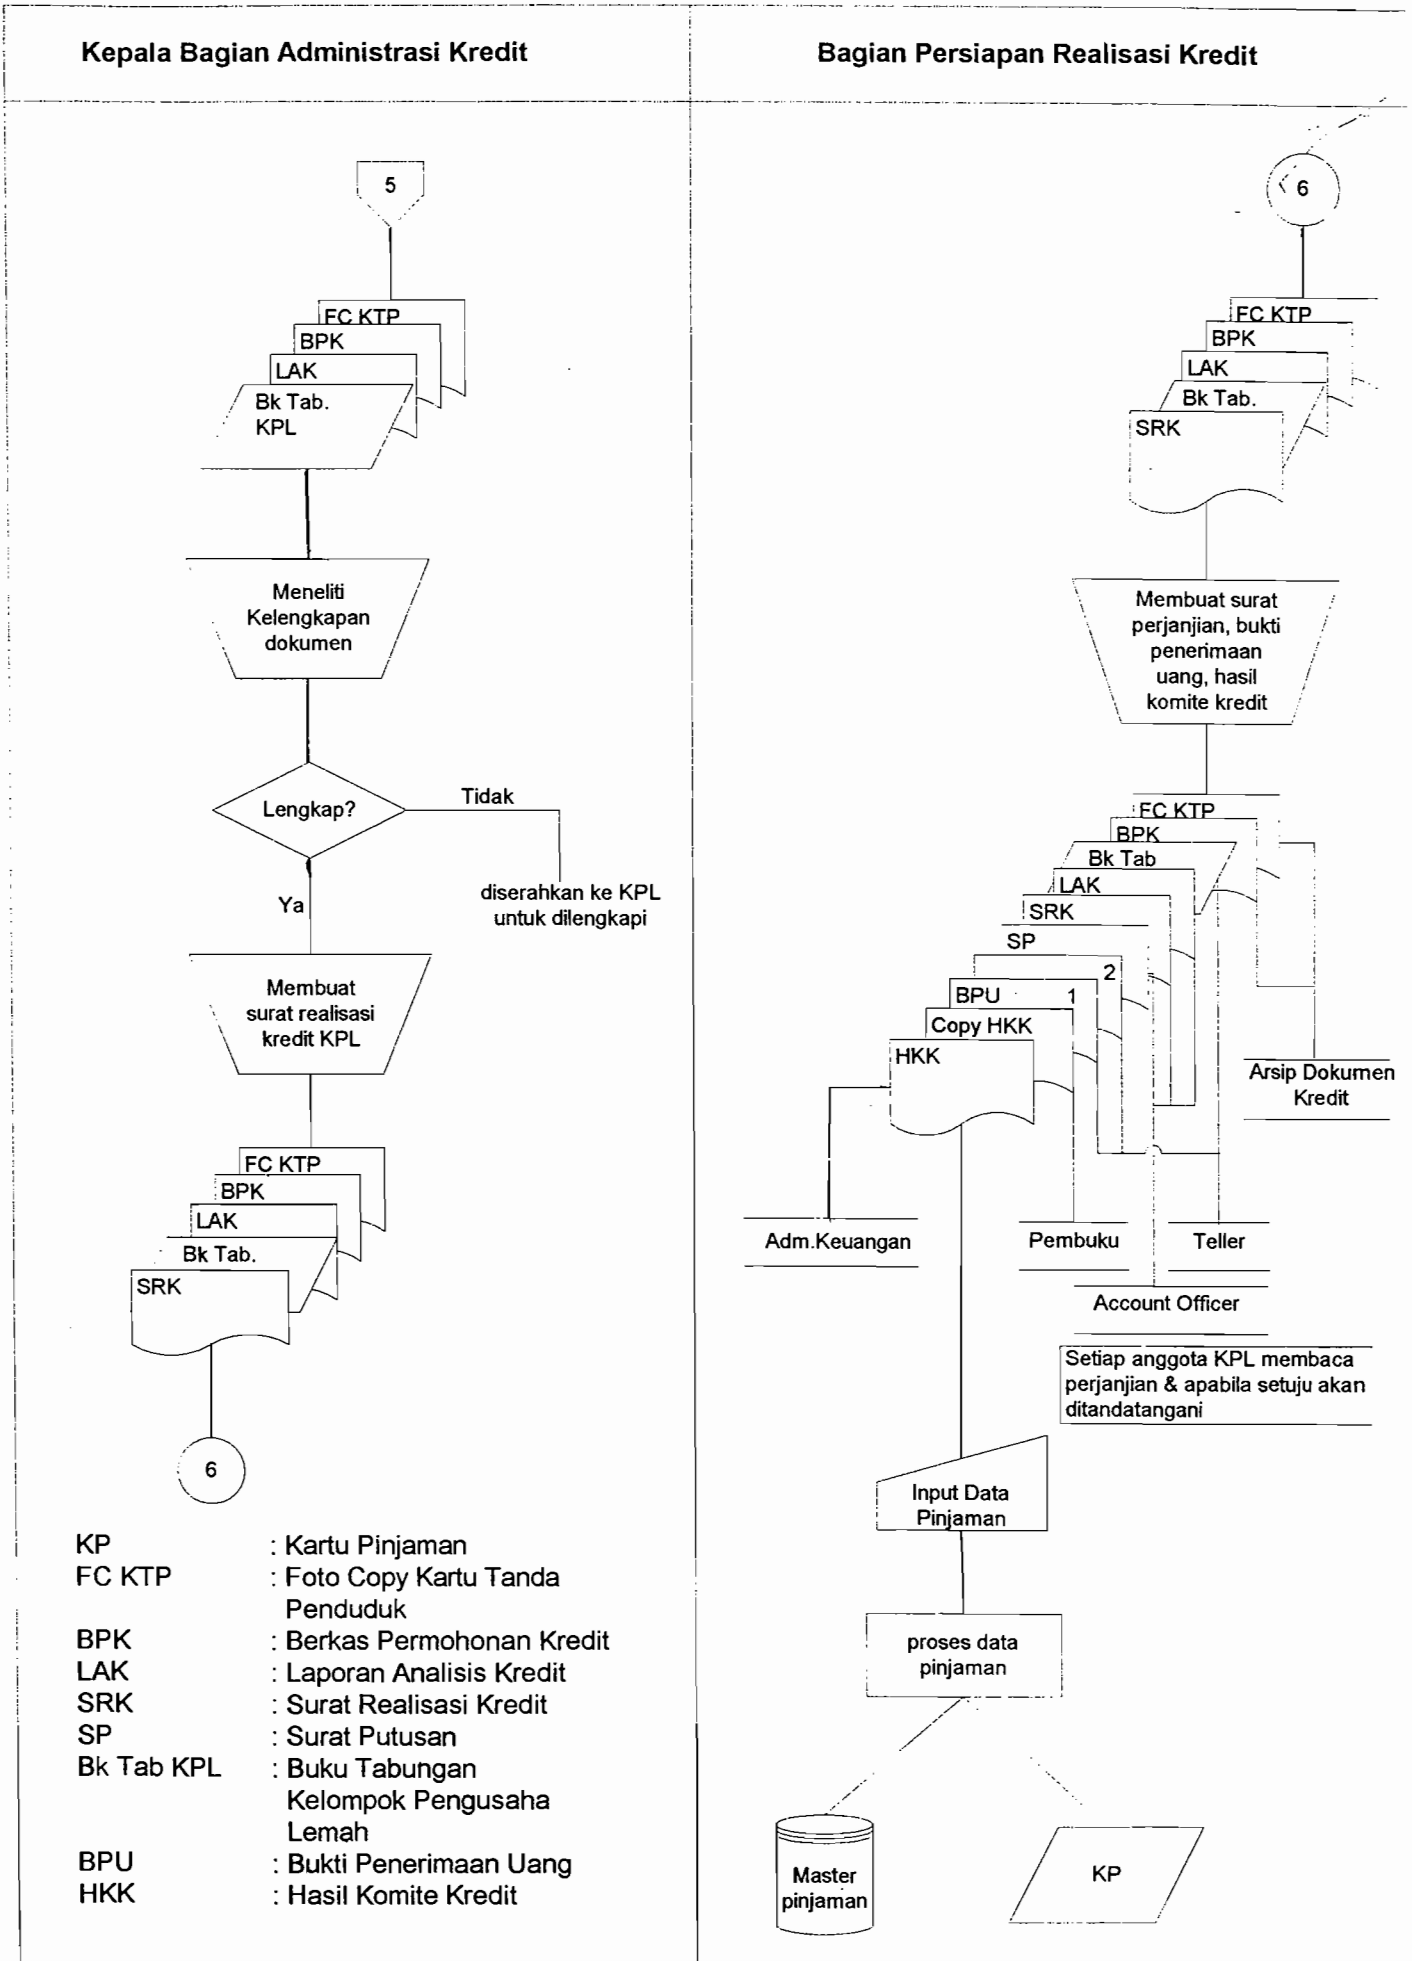 Kepala Bagian Administrasi Kredit
Bagian Persiapan Realisasi Kredit
5
FC KTP
BPK
LAK
Bk Tab.
KPL
Meneliti
Kelengkapan
dokumen
Lengkap?
Tidak
diserahkan ke KPL
untuk dilengkapi
Ya
Membuat
surat realisasi
kredit KPL
FC KTP
BPK
LAK
Bk Tab.
SRK
6
KP : Kartu Pinjaman
FC KTP : Foto Copy Kartu Tanda
Penduduk
BPK : Berkas Permohonan Kredit
LAK : Laporan Analisis Kredit
SRK : Surat Realisasi Kredit
SP : Surat Putusan
Bk Tab KPL : Buku Tabungan
Kelompok Pengusaha
Lemah
BPU : Bukti Penerimaan Uang
HKK : Hasil Komite Kredit
6
FC KTP
BPK
LAK
Bk Tab.
SRK
Membuat surat
perjanjian, bukti
penerimaan
uang, hasil
komite kredit
FC KTP
BPK
Bk Tab
LAK
SRK
SP
2
BPU 1
Copy HKK
HKK
Arsip Dokumen
Kredit
Adm.Keuangan
Pembuku
Teller
Account Officer
Setiap anggota KPL membaca
perjanjian & apabila setuju akan
ditandatangani
Input Data
Pinjaman
proses data
pinjaman
Master
pinjaman
KP